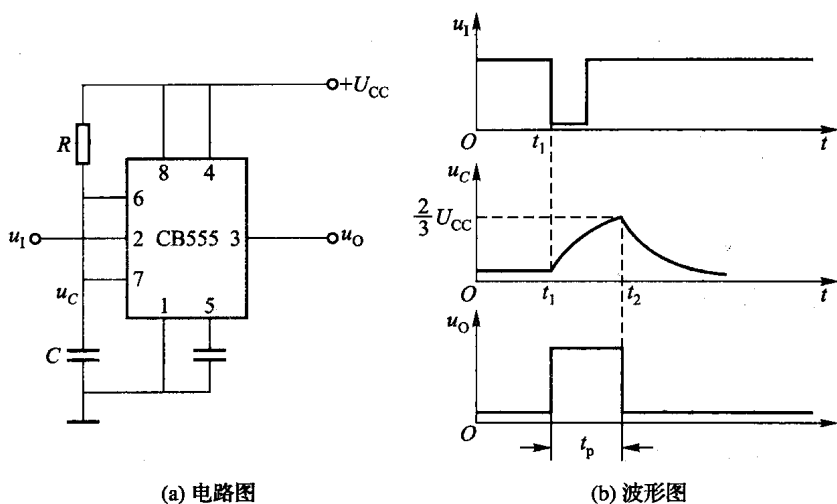 +U_CC
R
8 4
6
u_I 2 CB555 3 u_O
7
u_C
1 5
C
(a) 电路图
u_I
O t_1 t
u_C
2/3 U_CC
O t_1 t_2 t
u_O
O t_p t
(b) 波形图